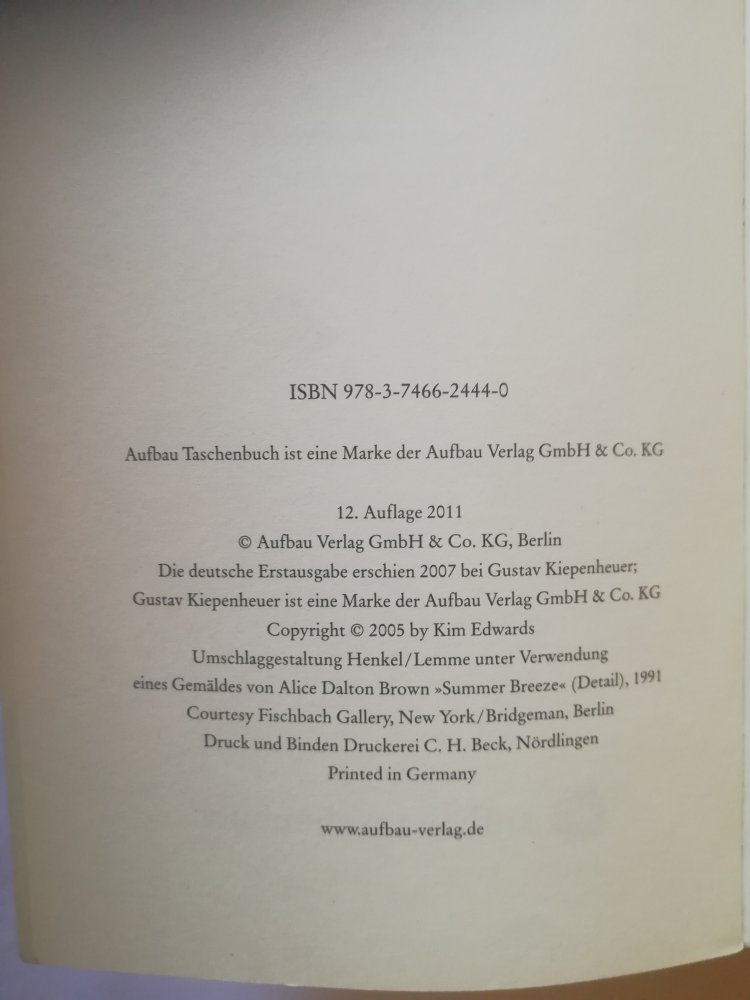 ISBN 978-3-7466-2444-0
Aufbau Taschenbuch ist eine Marke der Aufbau Verlag GmbH & Co. KG
12. Auflage 2011
© Aufbau Verlag GmbH & Co. KG, Berlin
Die deutsche Erstausgabe erschien 2007 bei Gustav Kiepenheuer;
Gustav Kiepenheuer ist eine Marke der Aufbau Verlag GmbH & Co. KG
Copyright © 2005 by Kim Edwards
Umschlaggestaltung Henkel/Lemme unter Verwendung
eines Gemäldes von Alice Dalton Brown »Summer Breeze« (Detail), 1991
Courtesy Fischbach Gallery, New York/Bridgeman, Berlin
Druck und Binden Druckerei C. H. Beck, Nördlingen
Printed in Germany
www.aufbau-verlag.de